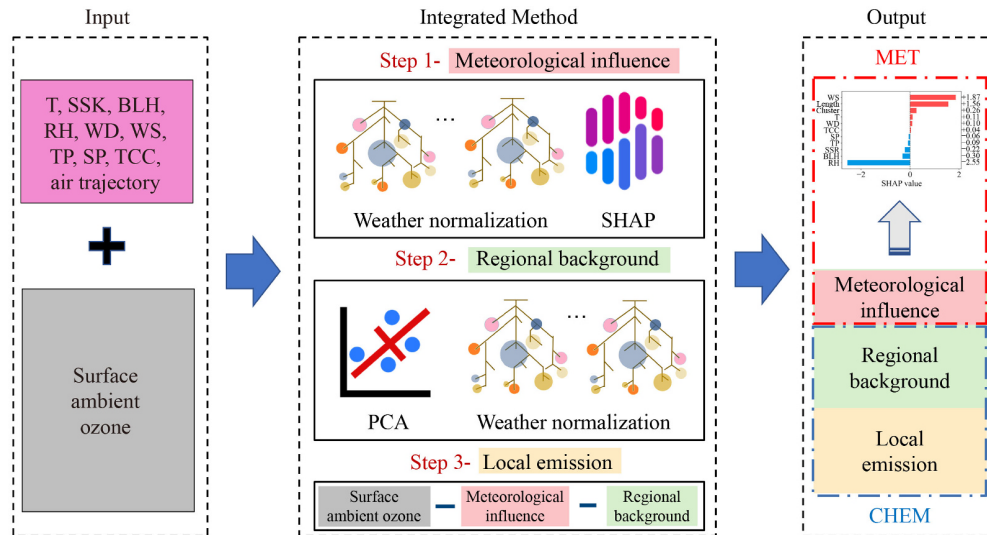 Input
T, SSK, BLH,
RH, WD, WS,
TP, SP, TCC,
air trajectory
Surface
ambient
ozone
Integrated Method
Step 1- Meteorological influence
...
Weather normalization
SHAP
Step 2- Regional background
...
PCA
Weather normalization
Step 3- Local emission
Surface
ambient ozone
Meteorological
influence
Regional
background
Output
MET
WS +1.87
Length +1.56
Cluster +0.26
T +0.11
WD +0.10
TCC +0.04
SP -0.06
TP -0.09
SSR -0.22
BLH -0.30
RH -2.55
−2 0 2
SHAP value
Meteorological
influence
Regional
background
Local
emission
CHEM